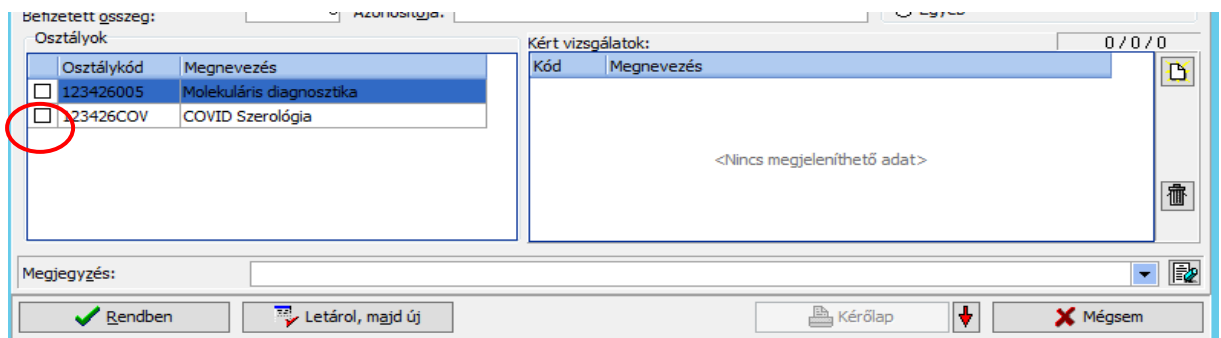 Befizetett összeg: Azonosítója: Egyéb
Osztályok
Kért vizsgálatok: 0 / 0 / 0
Osztálykód Megnevezés
Kód Megnevezés
123426005 Molekuláris diagnosztika
123426COV COVID Szerológia
<Nincs megjeleníthető adat>
Megjegyzés:
Rendben Letárol, majd új Kérőlap Mégsem